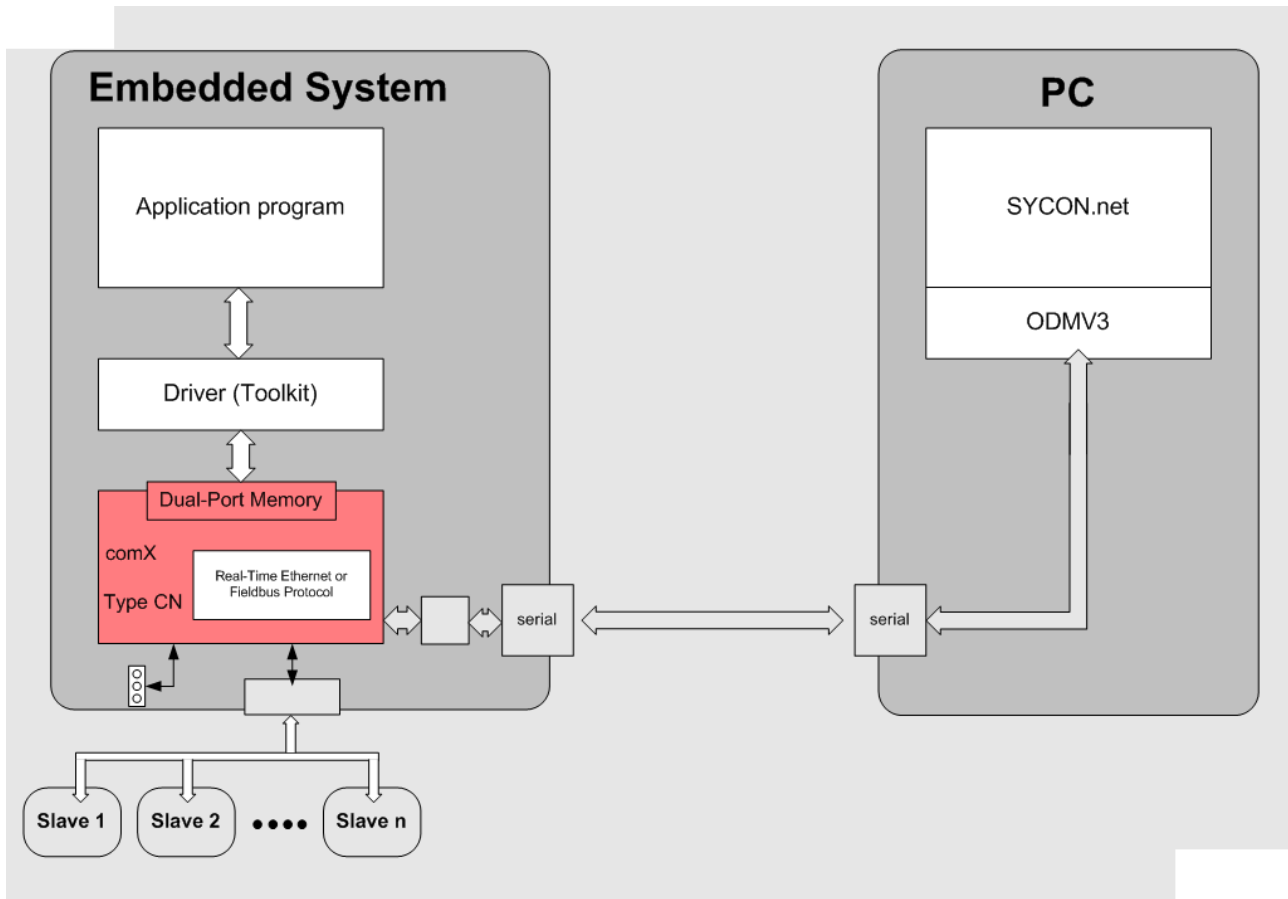 Embedded System
Application program
Driver (Toolkit)
Dual-Port Memory
comX
Type CN
Real-Time Ethernet or
Fieldbus Protocol
serial
Slave 1
Slave 2
Slave n
PC
SYCON.net
ODMV3
serial